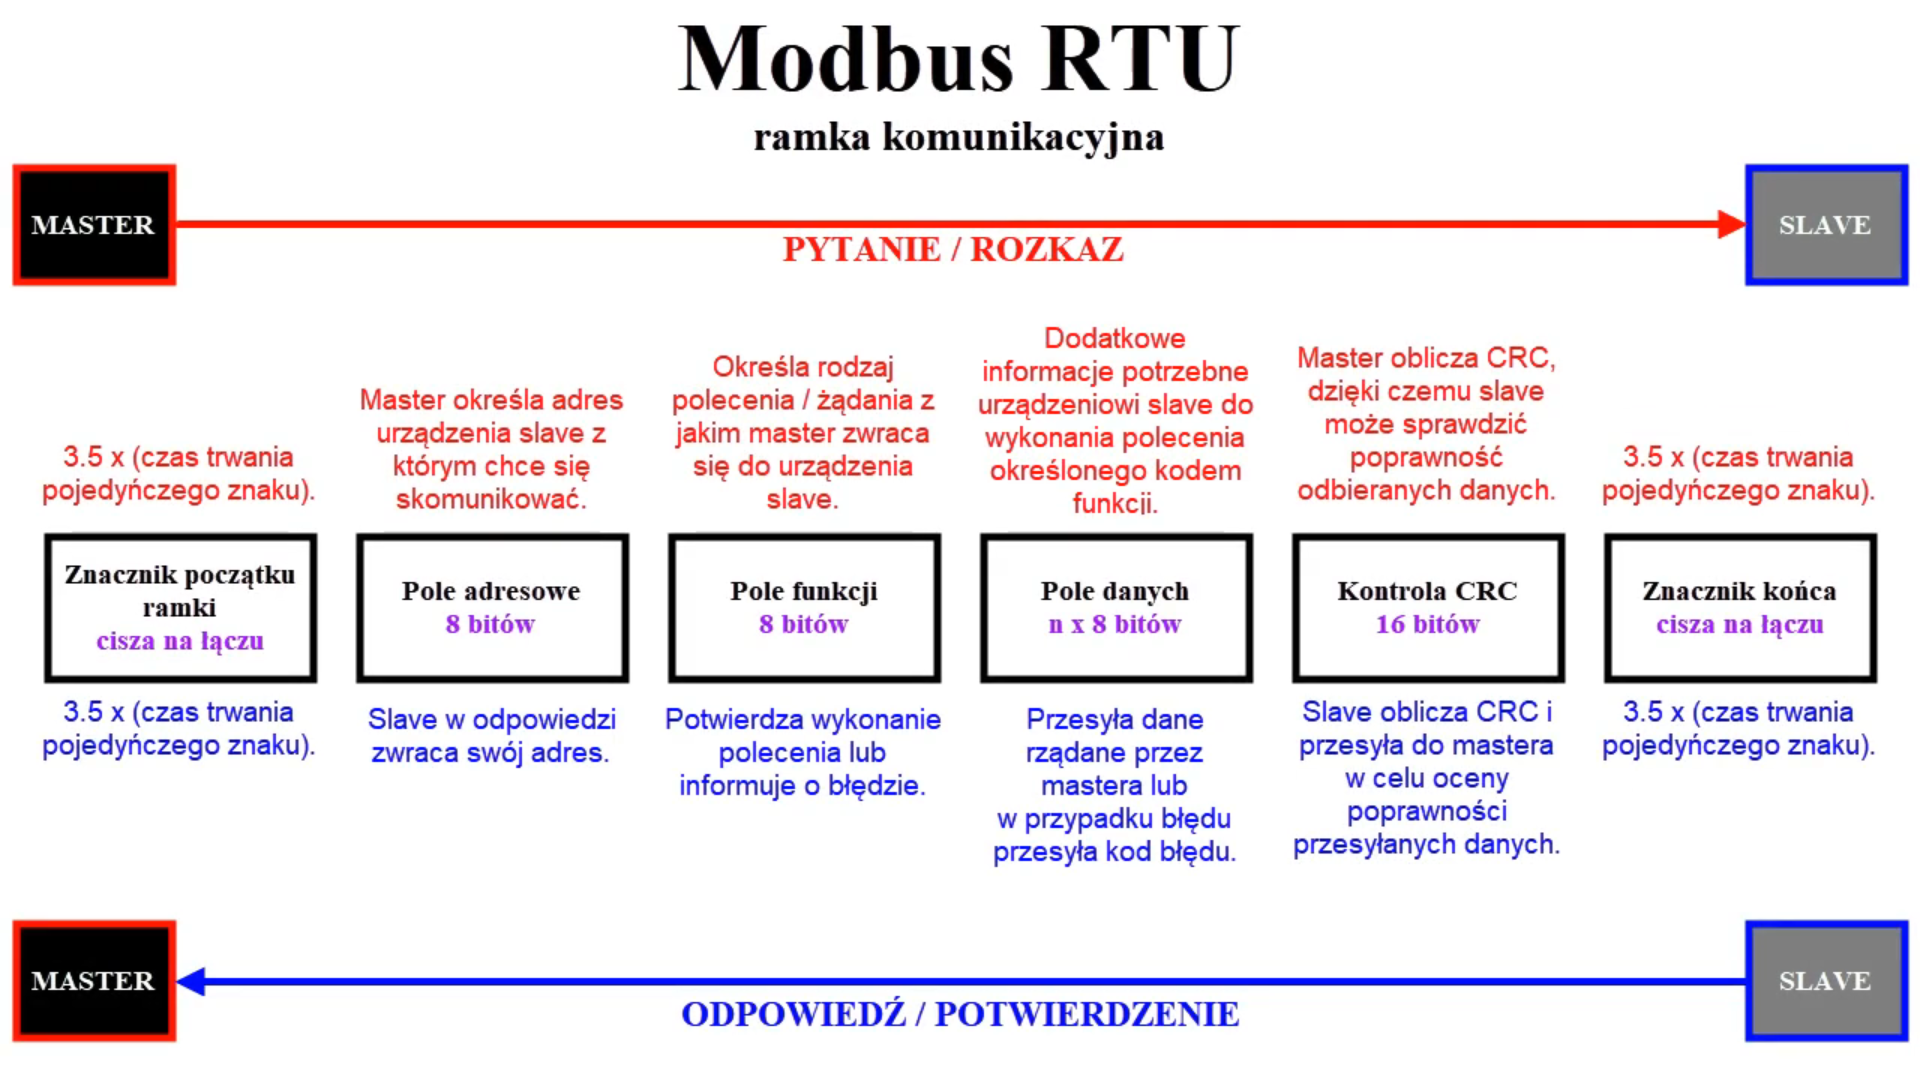 Modbus RTU
ramka komunikacyjna
MASTER
SLAVE
PYTANIE / ROZKAZ
3.5 x (czas trwania
pojedyńczego znaku).
Master określa adres
urządzenia slave z
którym chce się
skomunikować.
Określa rodzaj
polecenia / żądania z
jakim master zwraca
się do urządzenia
slave.
Dodatkowe
informacje potrzebne
urządzeniowi slave do
wykonania polecenia
określonego kodem
funkcji.
Master oblicza CRC,
dzięki czemu slave
może sprawdzić
poprawność
odbieranych danych.
3.5 x (czas trwania
pojedyńczego znaku).
Znacznik początku
ramki
cisza na łączu
Pole adresowe
8 bitów
Pole funkcji
8 bitów
Pole danych
n x 8 bitów
Kontrola CRC
16 bitów
Znacznik końca
cisza na łączu
3.5 x (czas trwania
pojedyńczego znaku).
Slave w odpowiedzi
zwraca swój adres.
Potwierdza wykonanie
polecenia lub
informuje o błędzie.
Przesyła dane
rządane przez
mastera lub
w przypadku błędu
przesyła kod błędu.
Slave oblicza CRC i
przesyła do mastera
w celu oceny
poprawności
przesyłanych danych.
3.5 x (czas trwania
pojedyńczego znaku).
MASTER
SLAVE
ODPOWIEDŹ / POTWIERDZENIE